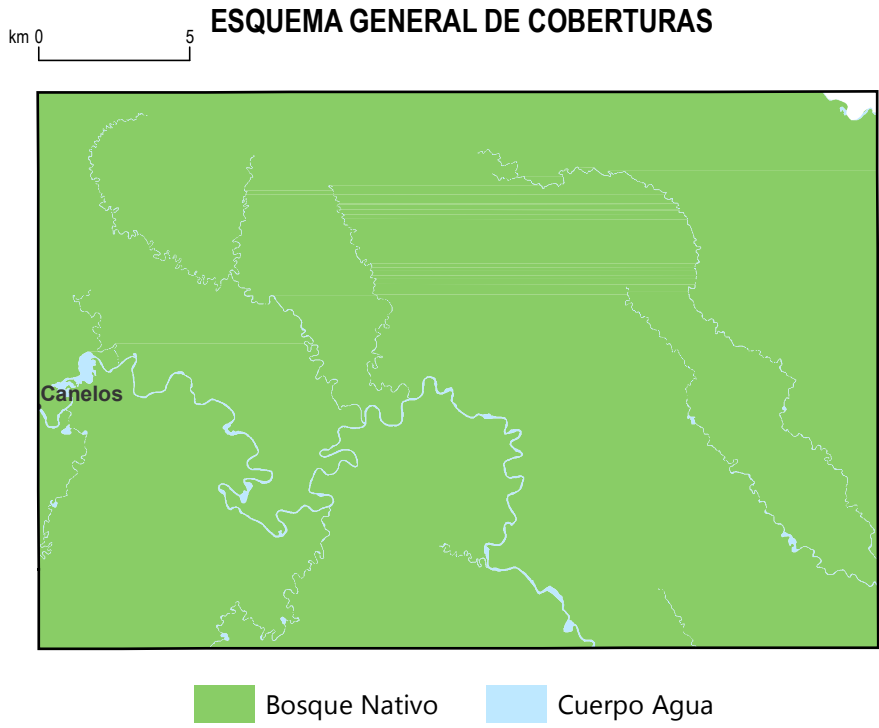 ESQUEMA GENERAL DE COBERTURAS
km 0 5
Canelos
Bosque Nativo
Cuerpo Agua